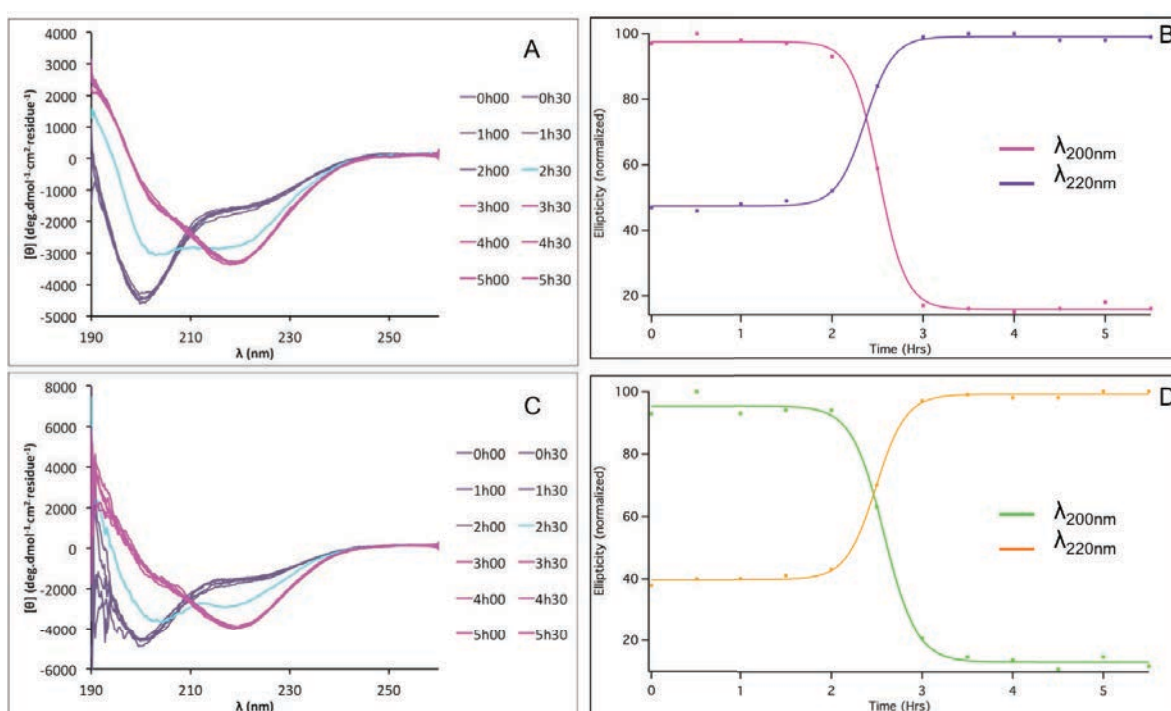 A
[θ] (deg.dmol⁻¹·cm²·residue⁻¹)
4000
3000
2000
1000
0
-1000
-2000
-3000
-4000
-5000
190 210 230 250
λ (nm)
0h00 0h30
1h00 1h30
2h00 2h30
3h00 3h30
4h00 4h30
5h00 5h30
B
Ellipticity (normalized)
100
80
60
40
20
0 1 2 3 4 5
Time (Hrs)
λ200nm
λ220nm
C
[θ] (deg.dmol⁻¹·cm²·residue⁻¹)
8000
6000
4000
2000
0
-2000
-4000
-6000
190 210 230 250
λ (nm)
0h00 0h30
1h00 1h30
2h00 2h30
3h00 3h30
4h00 4h30
5h00 5h30
D
Ellipticity (normalized)
100
80
60
40
20
0 1 2 3 4 5
Time (Hrs)
λ200nm
λ220nm